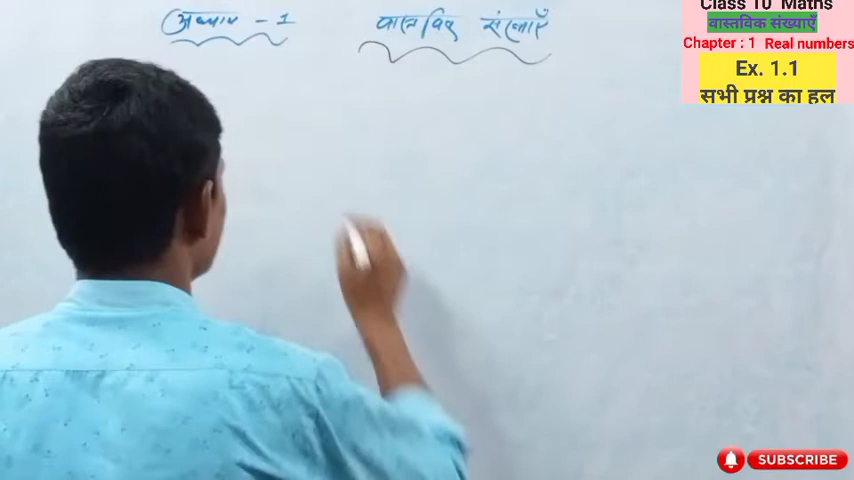 अध्याय - 1
वास्तविक संख्याएँ
Class 10 Maths
वास्तविक संख्याएँ
Chapter : 1 Real numbers
Ex. 1.1
सभी प्रश्न का हल
SUBSCRIBE